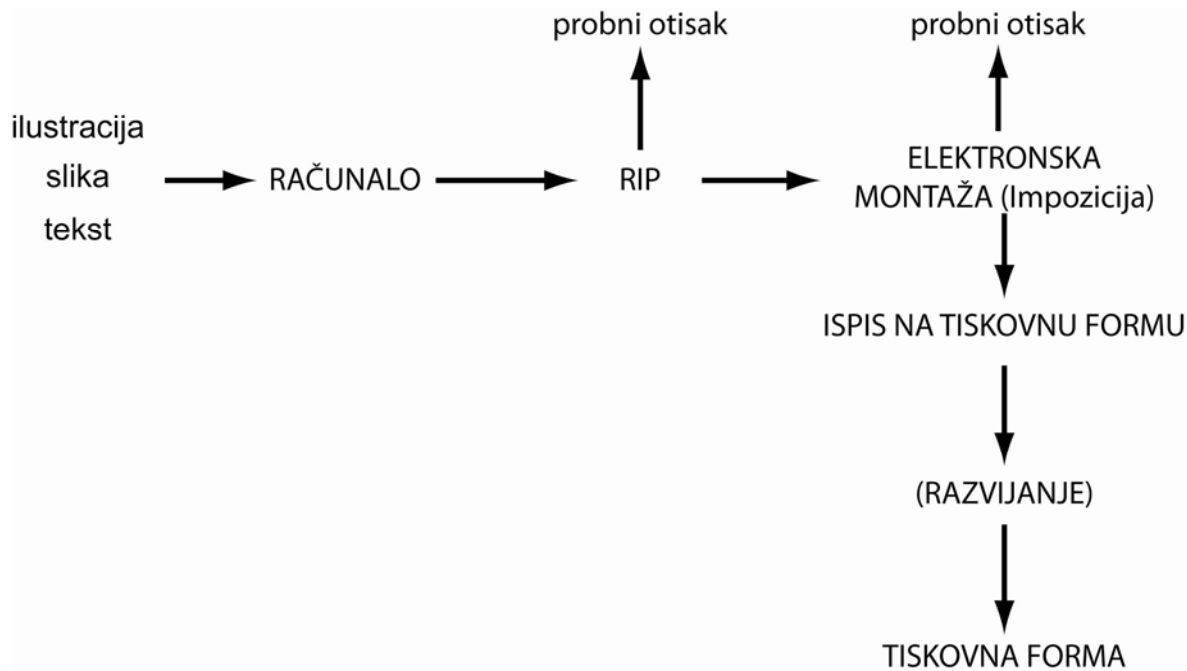 probni otisak
probni otisak
ilustracija
slika
tekst
RAČUNALO
RIP
ELEKTRONSKA
MONTAŽA (Impozicija)
ISPIS NA TISKOVNU FORMU
(RAZVIJANJE)
TISKOVNA FORMA